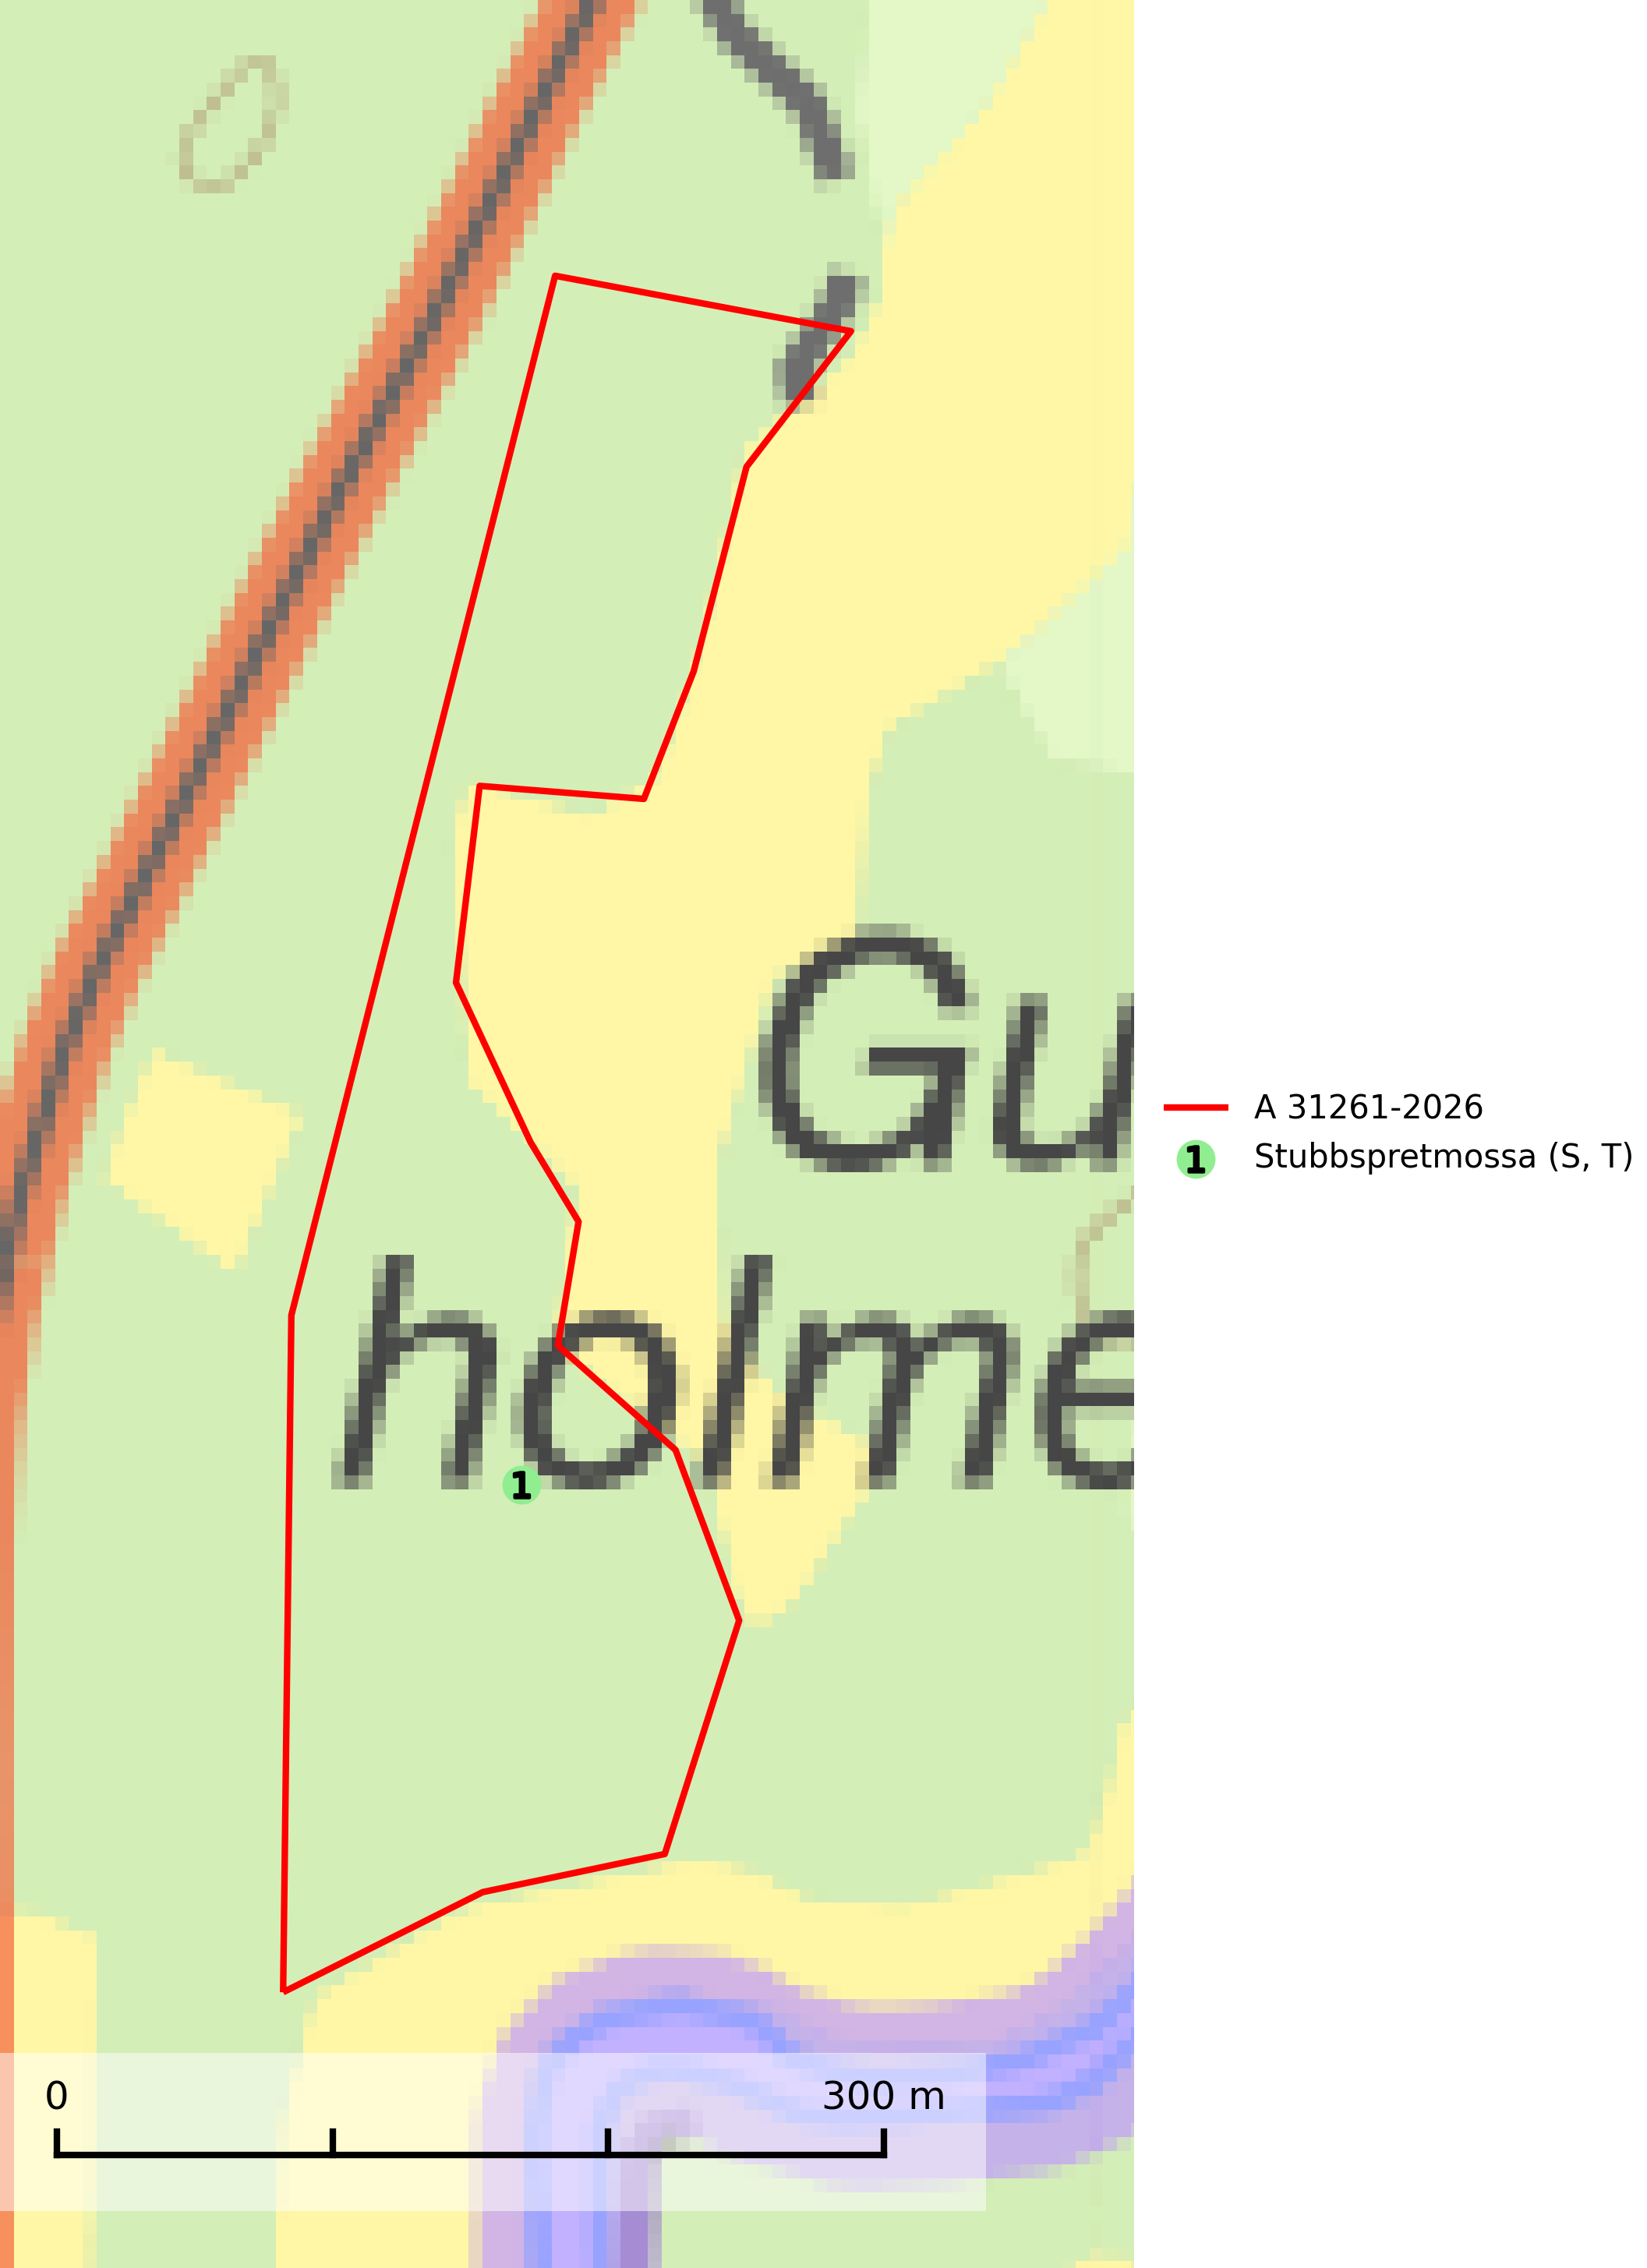 Gu
holme
A 31261-2026
1 Stubbspretmossa (S, T)
1
0 300 m